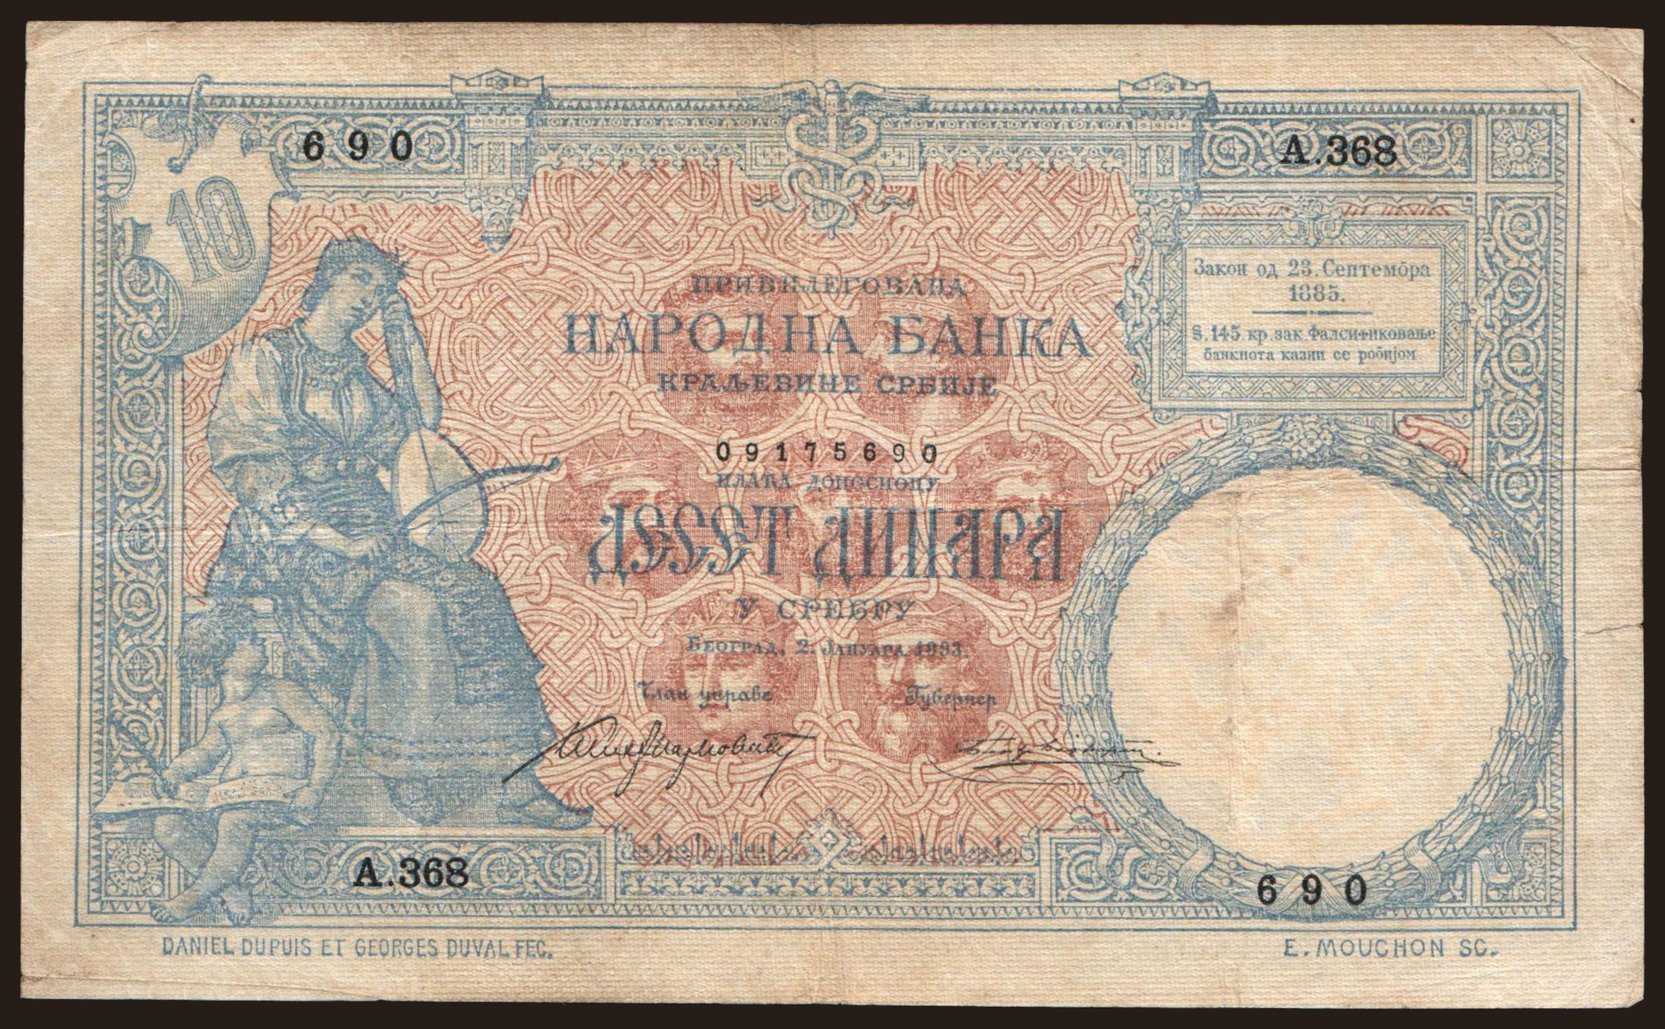 10
690
A.368
Закон од 23. Септембра
1885.
§. 145. кр. зак. Фалсификовање
банкнота казни се робијом
ПРИВИЛЕГОВАНА
НАРОДНА БАНКА
КРАЉЕВИНЕ СРБИЈЕ
09175690
ПЛАЋА ДОНОСИОЦУ
ДЕСЕТ ДИНАРА
У СРЕБРУ
БЕОГРАД, 2. ЈАНУАРА 1893.
Члан управе
Гувернер
A.368
690
DANIEL DUPUIS ET GEORGES DUVAL FEC.
E. MOUCHON SC.